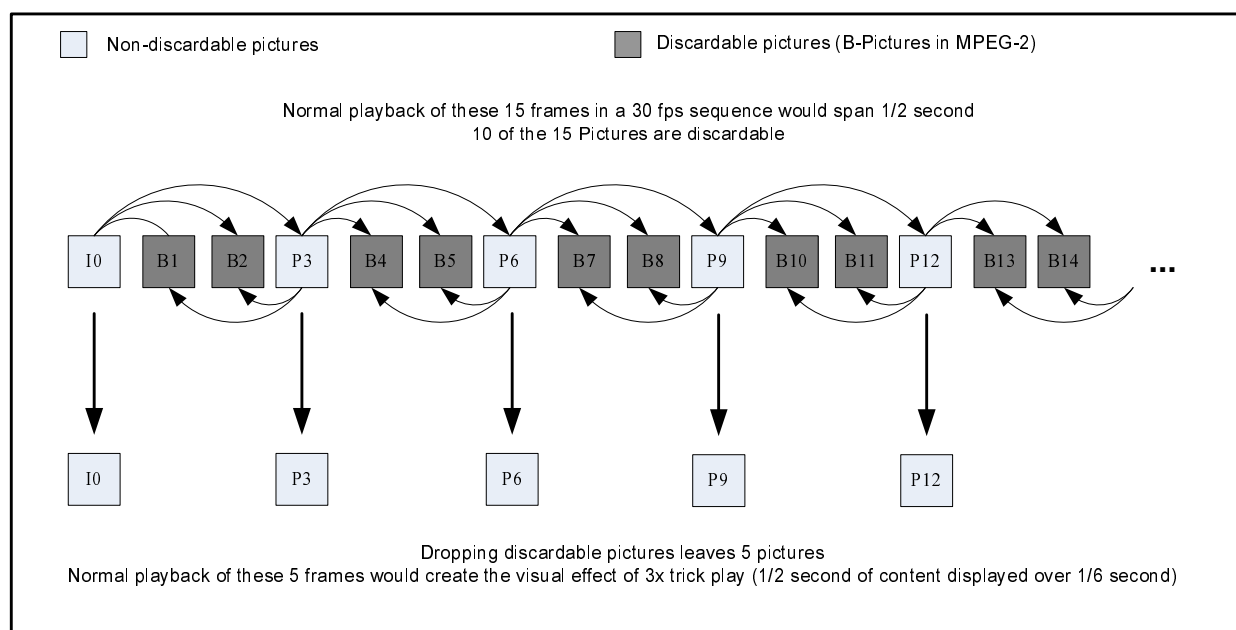 Non-discardable pictures
Discardable pictures (B-Pictures in MPEG-2)
Normal playback of these 15 frames in a 30 fps sequence would span 1/2 second
10 of the 15 Pictures are discardable
I0 B1 B2 P3 B4 B5 P6 B7 B8 P9 B10 B11 P12 B13 B14 ...
I0 P3 P6 P9 P12
Dropping discardable pictures leaves 5 pictures
Normal playback of these 5 frames would create the visual effect of 3x trick play (1/2 second of content displayed over 1/6 second)